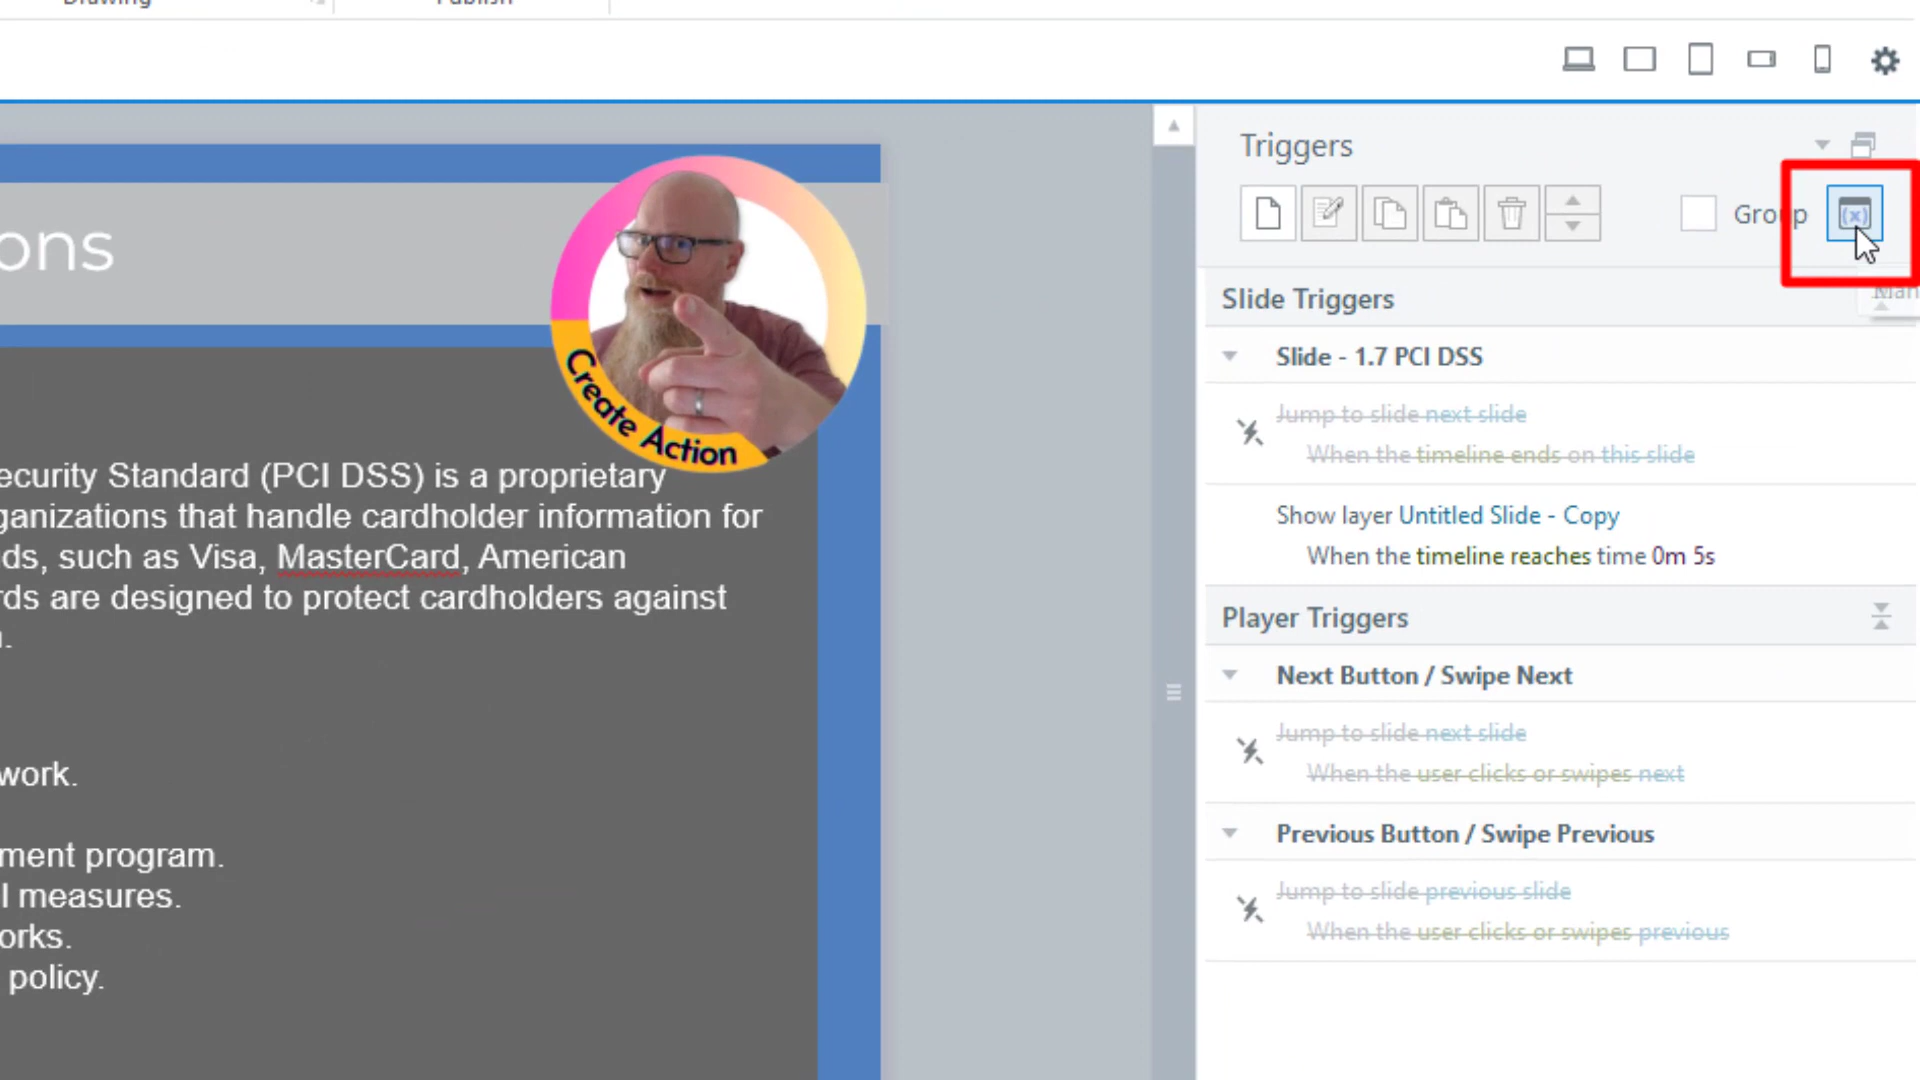 Drawing
Publish
Triggers
Group
(x)
Man
ons
Create Action
Slide Triggers
Slide - 1.7 PCI DSS
Jump to slide next slide
When the timeline ends on this slide
Show layer Untitled Slide - Copy
When the timeline reaches time 0m 5s
Player Triggers
Next Button / Swipe Next
Jump to slide next slide
When the user clicks or swipes next
Previous Button / Swipe Previous
Jump to slide previous slide
When the user clicks or swipes previous
ecurity Standard (PCI DSS) is a proprietary
ganizations that handle cardholder information for
ds, such as Visa, MasterCard, American
rds are designed to protect cardholders against
.
work.
ment program.
l measures.
orks.
policy.